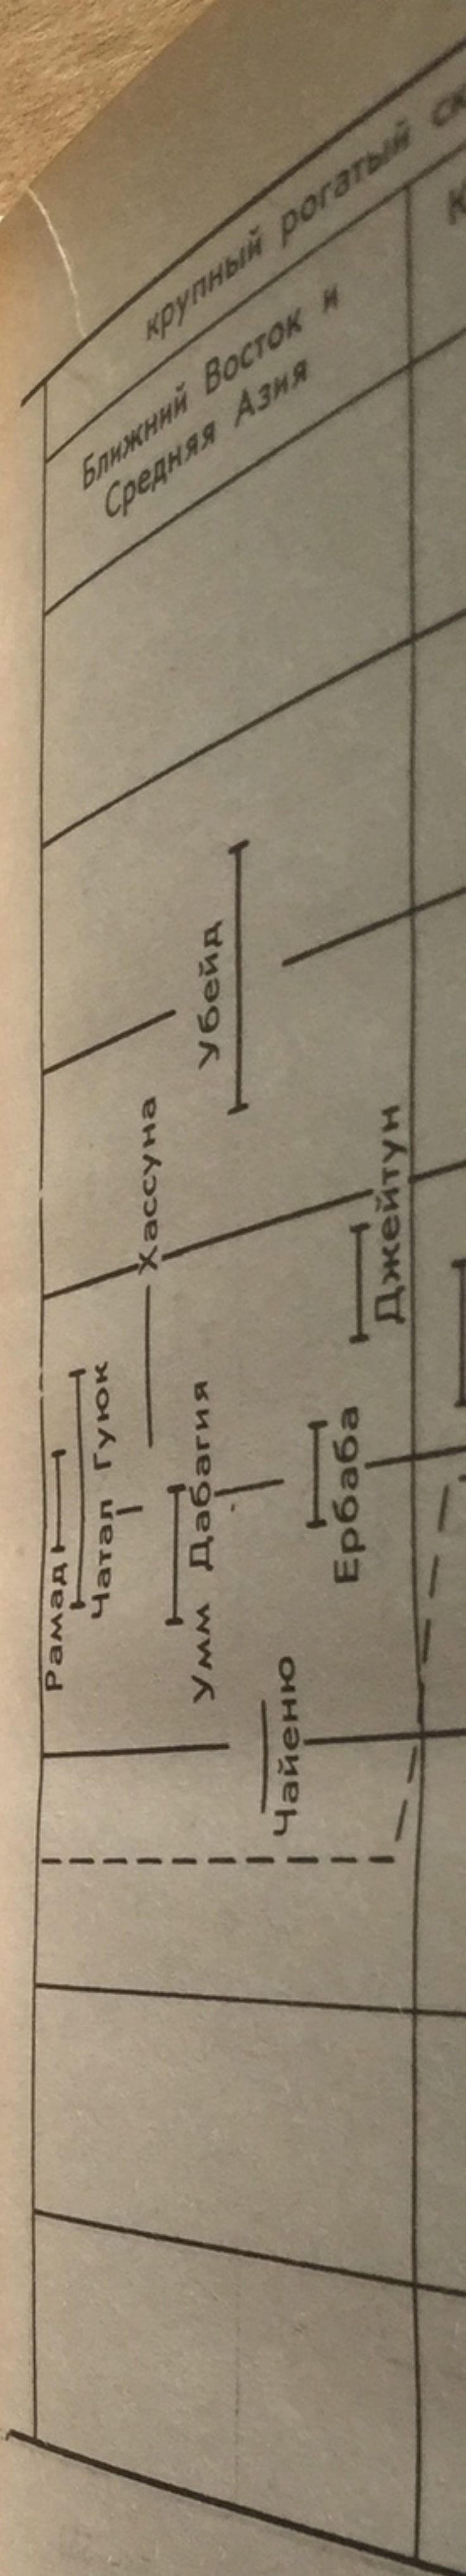 крупный рогатый
Ближний Восток и
Средняя Азия
Убейд
Хассуна
Джейтун
Чатал Гуюк
Рамад
Умм Дабагия
Ербаба
Чайеню